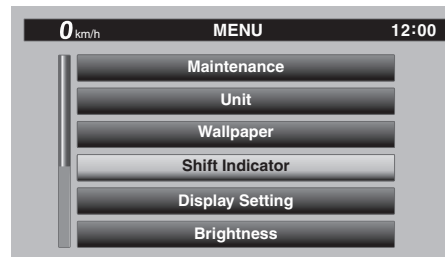 0 km/h MENU 12:00
Maintenance
Unit
Wallpaper
Shift Indicator
Display Setting
Brightness